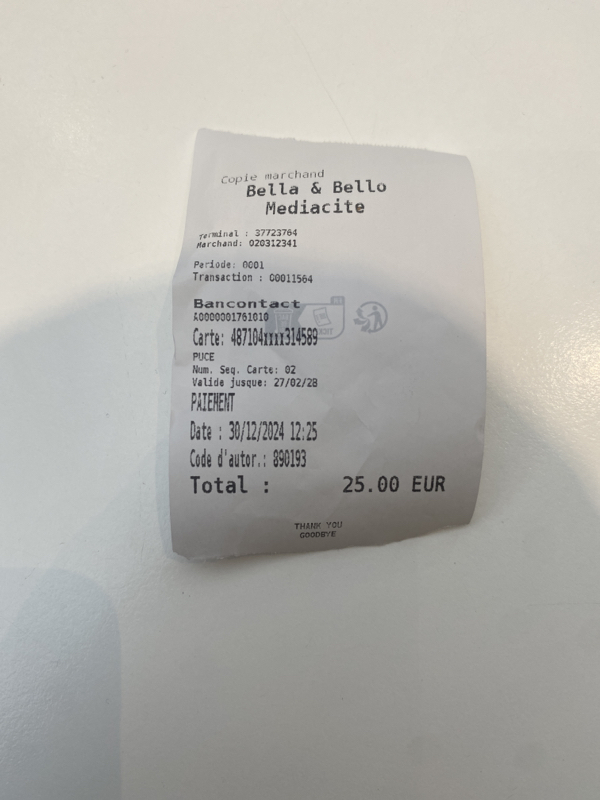 Copie marchand
Bella & Bello
Mediacite
Terminal : 37723764
Marchand: 020312341
Periode: 0001
Transaction : 00011564
Bancontact
A0000001761010
Carte: 487104xxxx314589
PUCE
Num. Seq. Carte: 02
Valide jusque: 27/02/28
PAIEMENT
Date : 30/12/2024 12:25
Code d'autor.: 890193
Total : 25.00 EUR
THANK YOU
GOODBYE